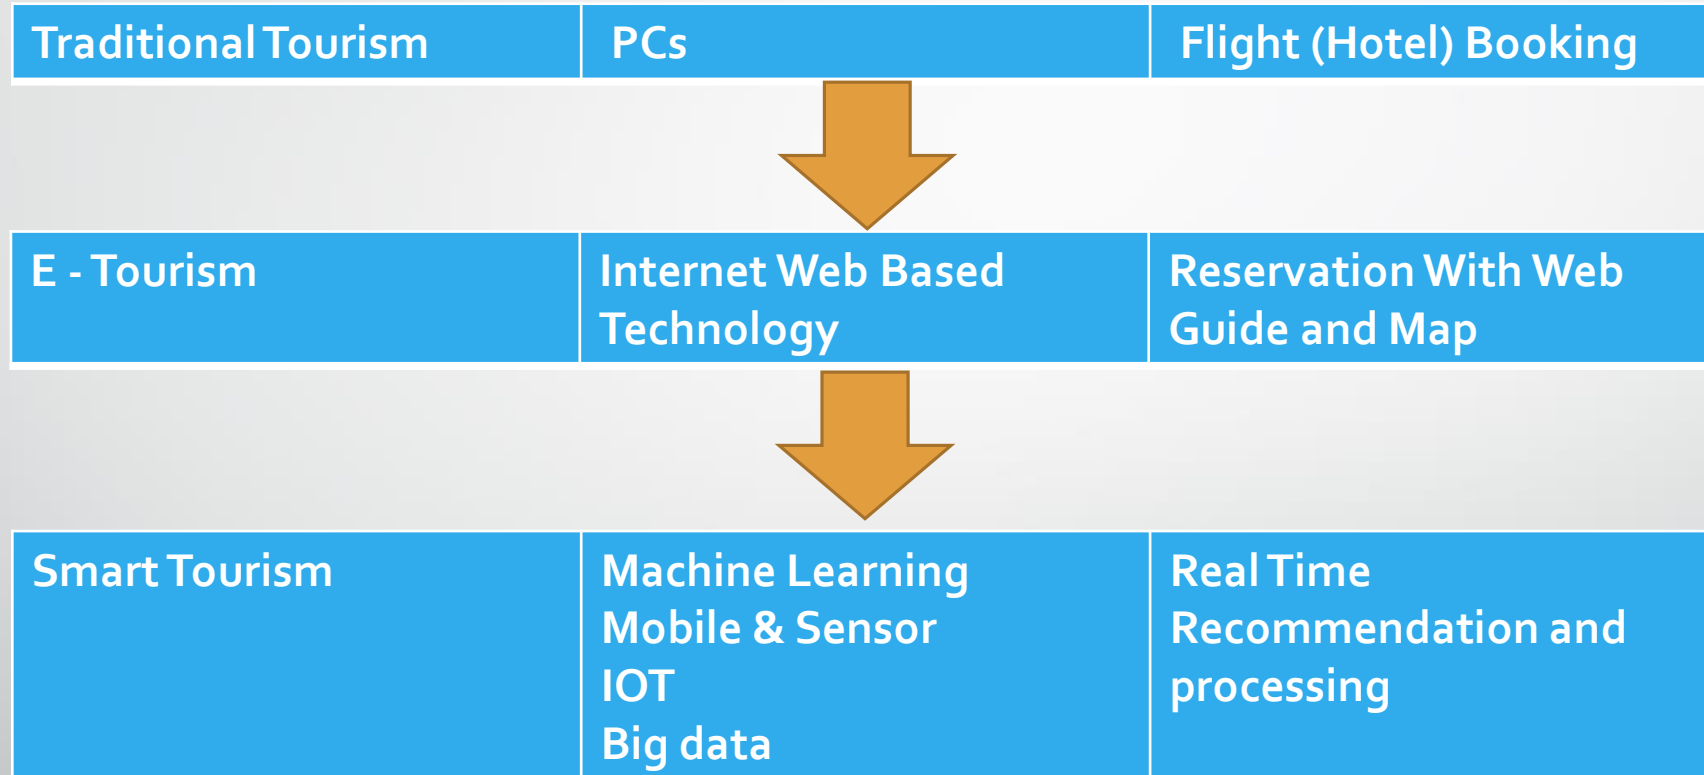 Traditional Tourism
PCs
Flight (Hotel) Booking
E - Tourism
Internet Web Based
Technology
Reservation With Web
Guide and Map
Smart Tourism
Machine Learning
Mobile & Sensor
IOT
Big data
Real Time
Recommendation and
processing